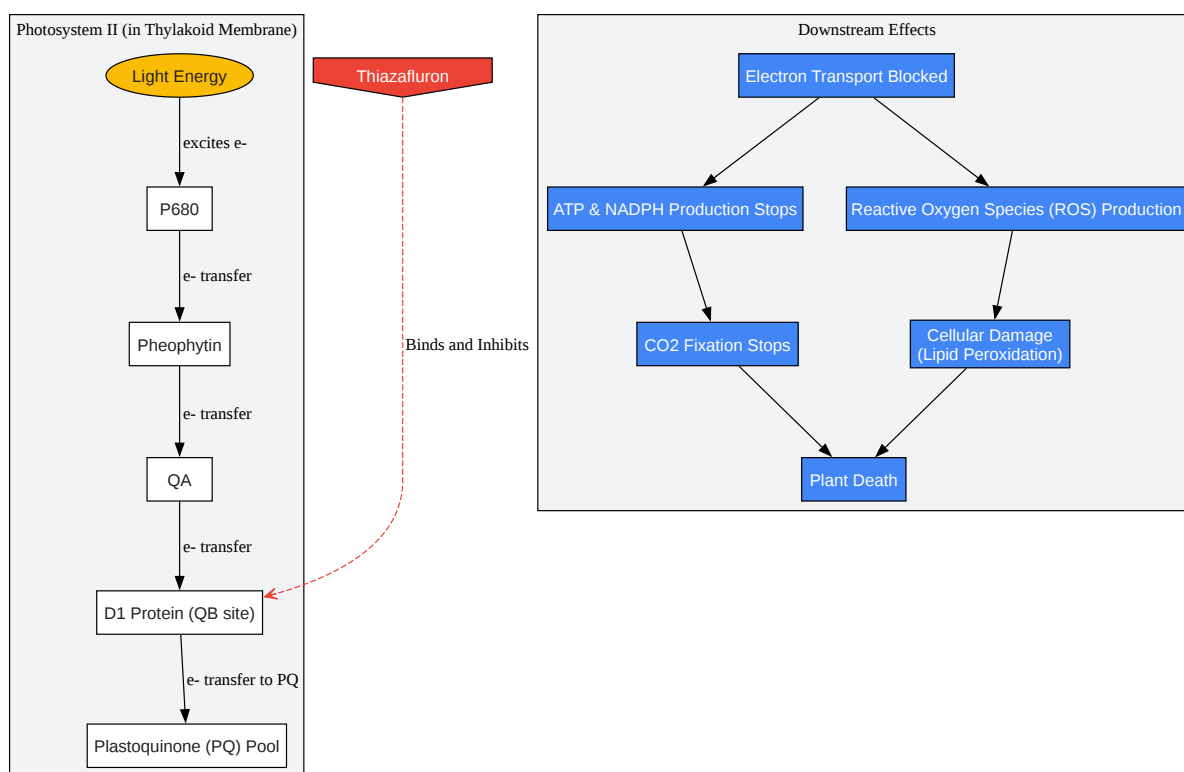 Photosystem II (in Thylakoid Membrane)
Light Energy
excites e-
P680
e- transfer
Pheophytin
e- transfer
QA
e- transfer
D1 Protein (QB site)
e- transfer to PQ
Plastoquinone (PQ) Pool
Thiazafluron
Binds and Inhibits
Downstream Effects
Electron Transport Blocked
ATP & NADPH Production Stops
Reactive Oxygen Species (ROS) Production
CO2 Fixation Stops
Cellular Damage
(Lipid Peroxidation)
Plant Death